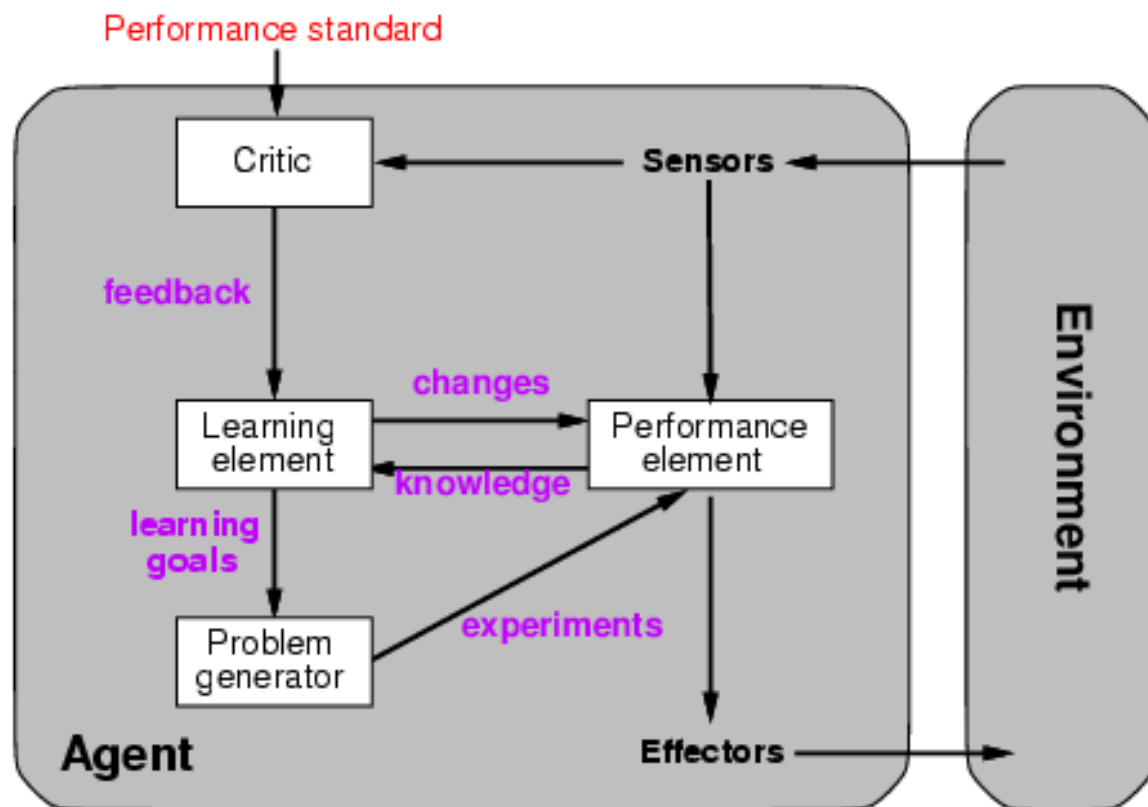 Performance standard
Critic
Sensors
feedback
changes
Learning
element
Performance
element
knowledge
learning
goals
experiments
Problem
generator
Agent
Effectors
Environment